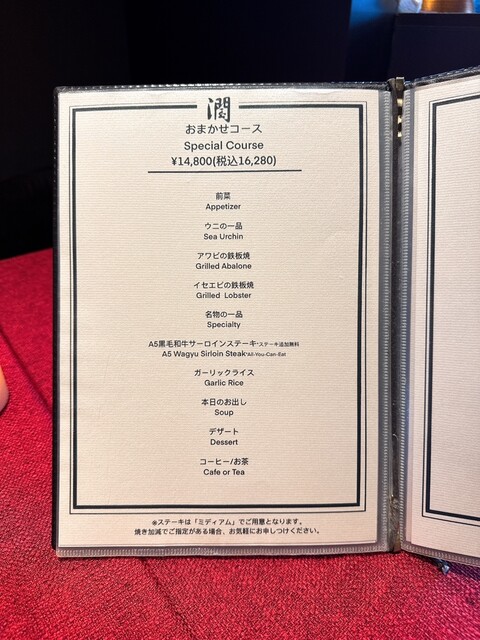 潤
おまかせコース
Special Course
¥14,800(税込16,280)
前菜
Appetizer
ウニの一品
Sea Urchin
アワビの鉄板焼
Grilled Abalone
イセエビの鉄板焼
Grilled Lobster
名物の一品
Specialty
A5黒毛和牛サーロインステーキ*ステーキ追加無料
A5 Wagyu Sirloin Steak*All-You-Can-Eat
ガーリックライス
Garlic Rice
本日のお出し
Soup
デザート
Dessert
コーヒー/お茶
Cafe or Tea
※ステーキは「ミディアム」でご用意となります。
焼き加減でご指定がある場合、お気軽にお申しつけください。